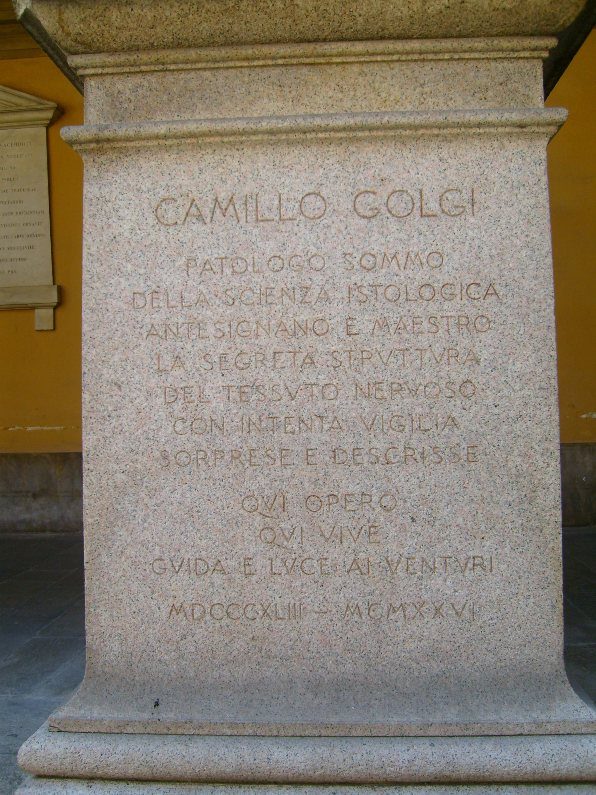 CAMILLO GOLGI
PATOLOGO SOMMO
DELLA SCIENZA ISTOLOGICA
ANTESIGNANO E MAESTRO
LA SEGRETA STRVTTVRA
DEL TESSVTO NERVOSO
CON INTENTA VIGILIA
SORPRESE E DESCRISSE
QVI OPERO'
QVI VIVE
GVIDA E LVCE AI VENTVRI
MDCCCXLIII – MCMXXVI